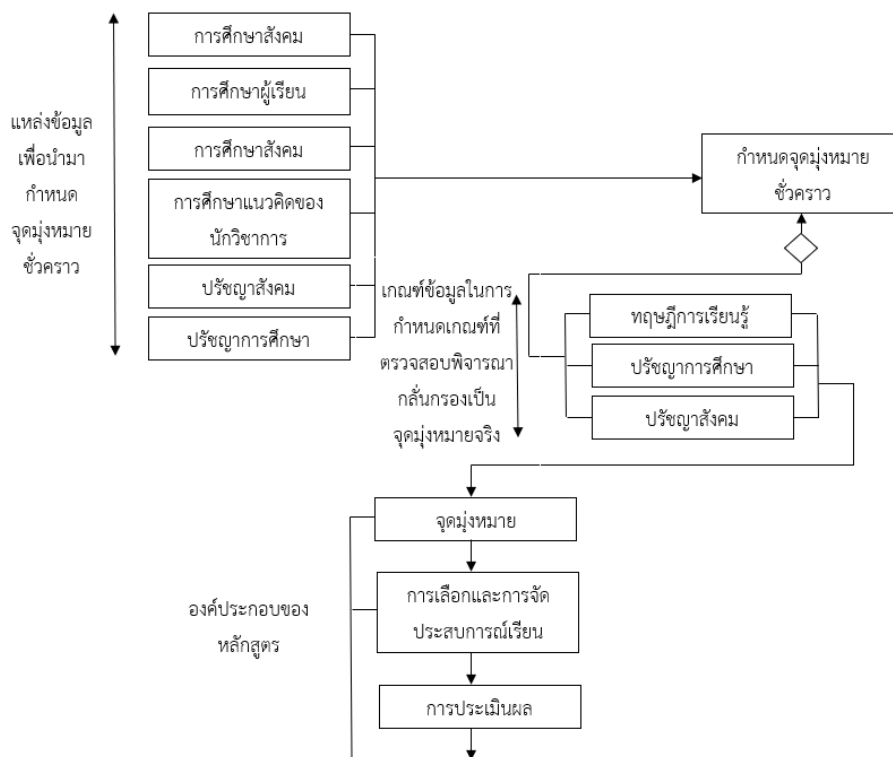 แหล่งข้อมูล
เพื่อนำมา
กำหนด
จุดมุ่งหมาย
ชั่วคราว
การศึกษาสังคม
การศึกษาผู้เรียน
การศึกษาสังคม
การศึกษาแนวคิดของ
นักวิชาการ
ปรัชญาสังคม
ปรัชญาการศึกษา
กำหนดจุดมุ่งหมาย
ชั่วคราว
เกณฑ์ข้อมูลในการ
กำหนดเกณฑ์ที่
ตรวจสอบพิจารณา
กลั่นกรองเป็น
จุดมุ่งหมายจริง
ทฤษฎีการเรียนรู้
ปรัชญาการศึกษา
ปรัชญาสังคม
องค์ประกอบของ
หลักสูตร
จุดมุ่งหมาย
การเลือกและการจัด
ประสบการณ์เรียน
การประเมินผล